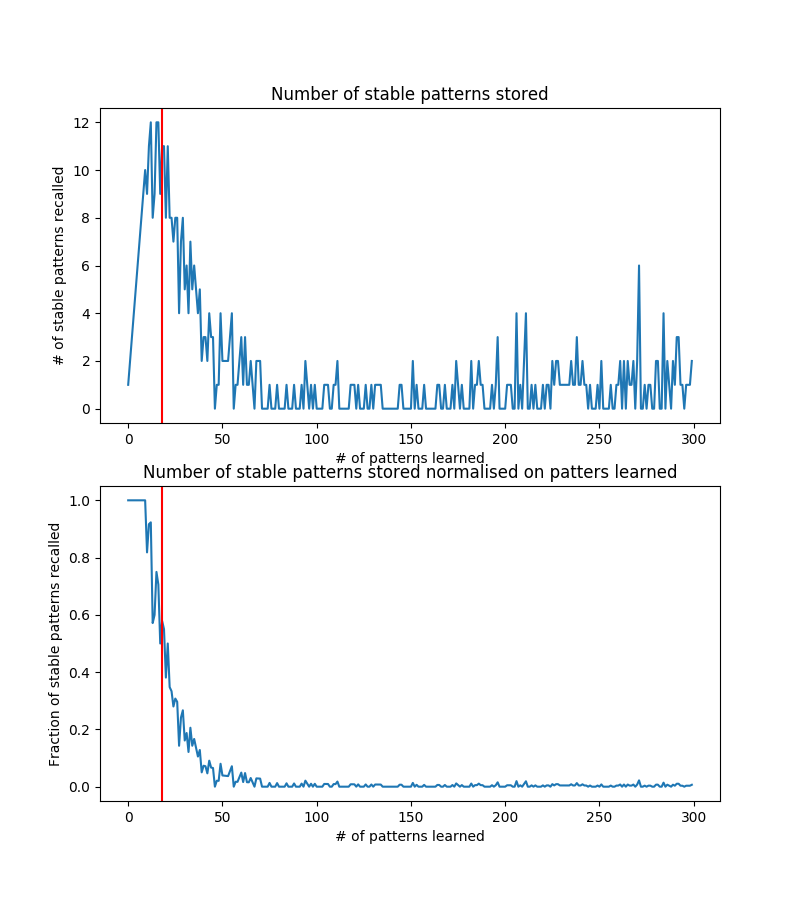 Number of stable patterns stored
# of stable patterns recalled
12
10
8
6
4
2
0
0 50 100 150 200 250 300
# of patterns learned
Number of stable patterns stored normalised on patters learned
Fraction of stable patterns recalled
1.0
0.8
0.6
0.4
0.2
0.0
0 50 100 150 200 250 300
# of patterns learned